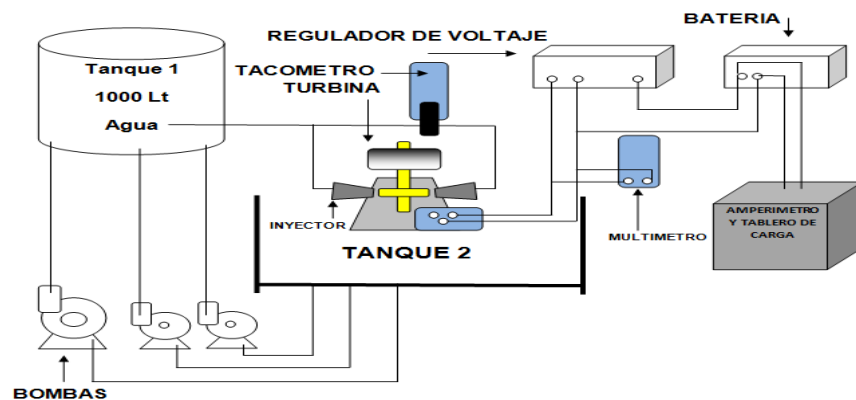 BATERIA
REGULADOR DE VOLTAJE
Tanque 1
1000 Lt
Agua
TACOMETRO
TURBINA
INYECTOR
TANQUE 2
MULTIMETRO
AMPERIMETRO
Y TABLERO DE
CARGA
BOMBAS